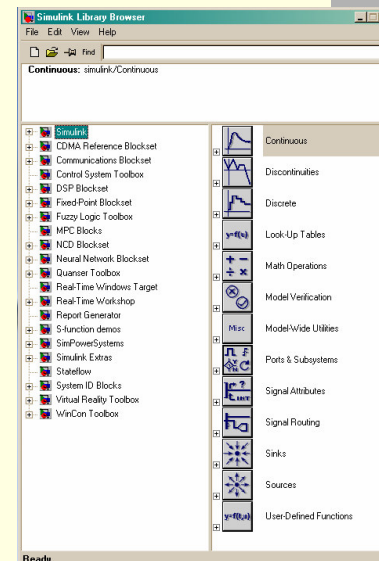 Simulink Library Browser
File Edit View Help
Find
Continuous: simulink/Continuous
Simulink
CDMA Reference Blockset
Communications Blockset
Control System Toolbox
DSP Blockset
Fixed-Point Blockset
Fuzzy Logic Toolbox
MPC Blocks
NCD Blockset
Neural Network Blockset
Quanser Toolbox
Real-Time Windows Target
Real-Time Workshop
Report Generator
S-function demos
SimPowerSystems
Simulink Extras
Stateflow
System ID Blocks
Virtual Reality Toolbox
WinCon Toolbox
Continuous
Discontinuities
Discrete
y=f(u) Look-Up Tables
Math Operations
Model Verification
Misc Model-Wide Utilities
Ports & Subsystems
Signal Attributes
Signal Routing
Sinks
Sources
User-Defined Functions
Ready